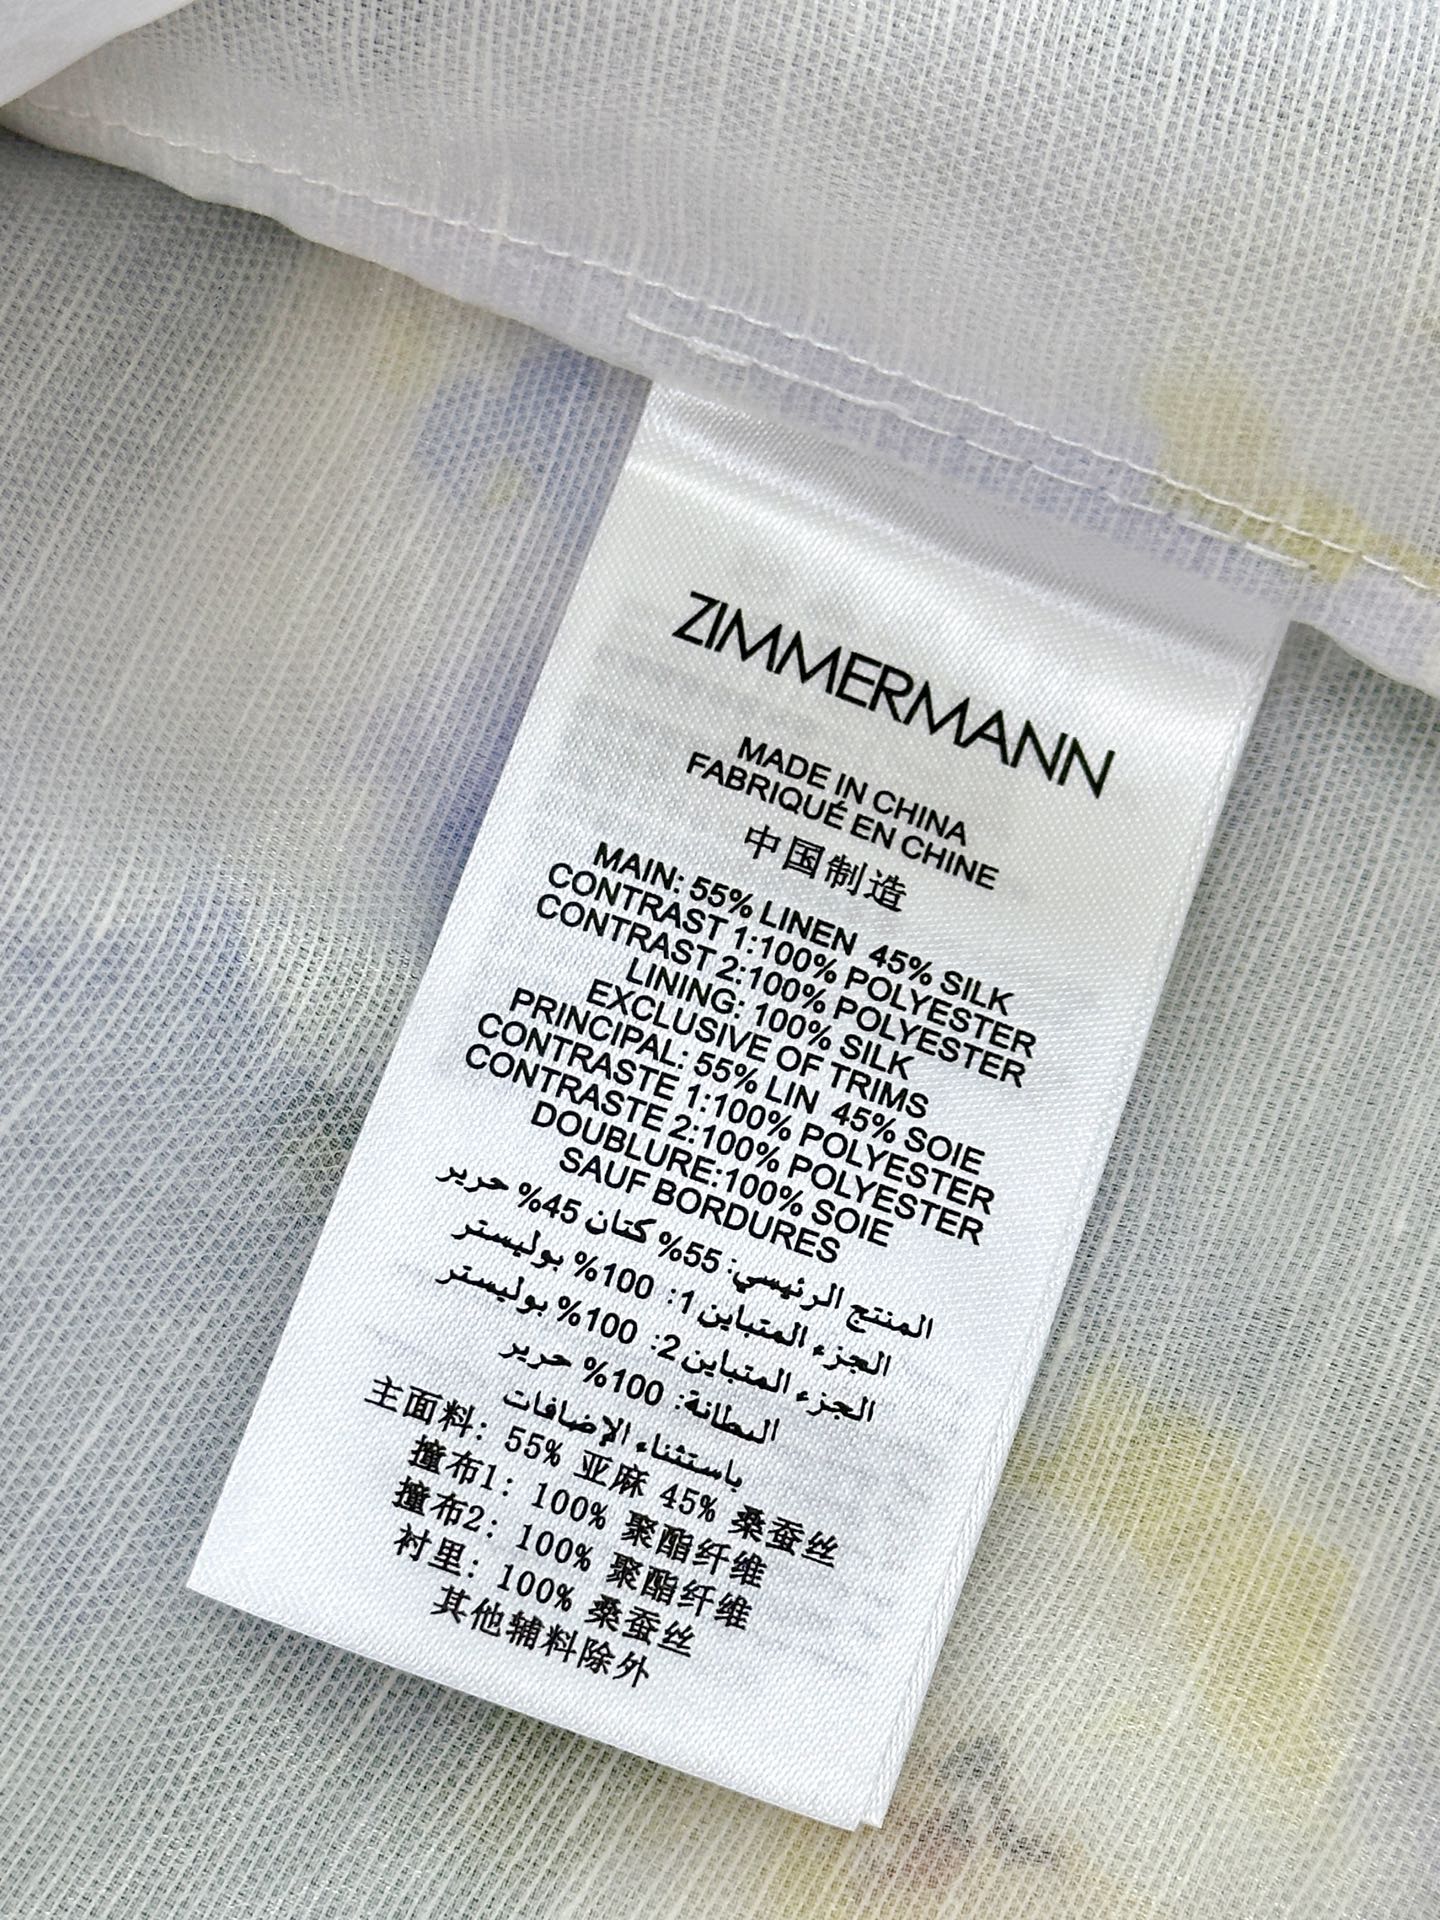 ZIMMERMANN
MADE IN CHINA
FABRIQUÉ EN CHINE
中国制造
MAIN: 55% LINEN 45% SILK
CONTRAST 1:100% POLYESTER
CONTRAST 2:100% POLYESTER
LINING: 100% SILK
EXCLUSIVE OF TRIMS
PRINCIPAL: 55% LIN 45% SOIE
CONTRASTE 1:100% POLYESTER
CONTRASTE 2:100% POLYESTER
DOUBLURE:100% SOIE
SAUF BORDURES
المنتج الرئيسي: 55% كتان 45% حرير
الجزء المتباين 1: 100% بوليستر
الجزء المتباين 2: 100% بوليستر
البطانة: 100% حرير
باستثناء الإضافات
主面料: 55% 亚麻 45% 桑蚕丝
撞布1: 100% 聚酯纤维
撞布2: 100% 聚酯纤维
衬里: 100% 桑蚕丝
其他辅料除外